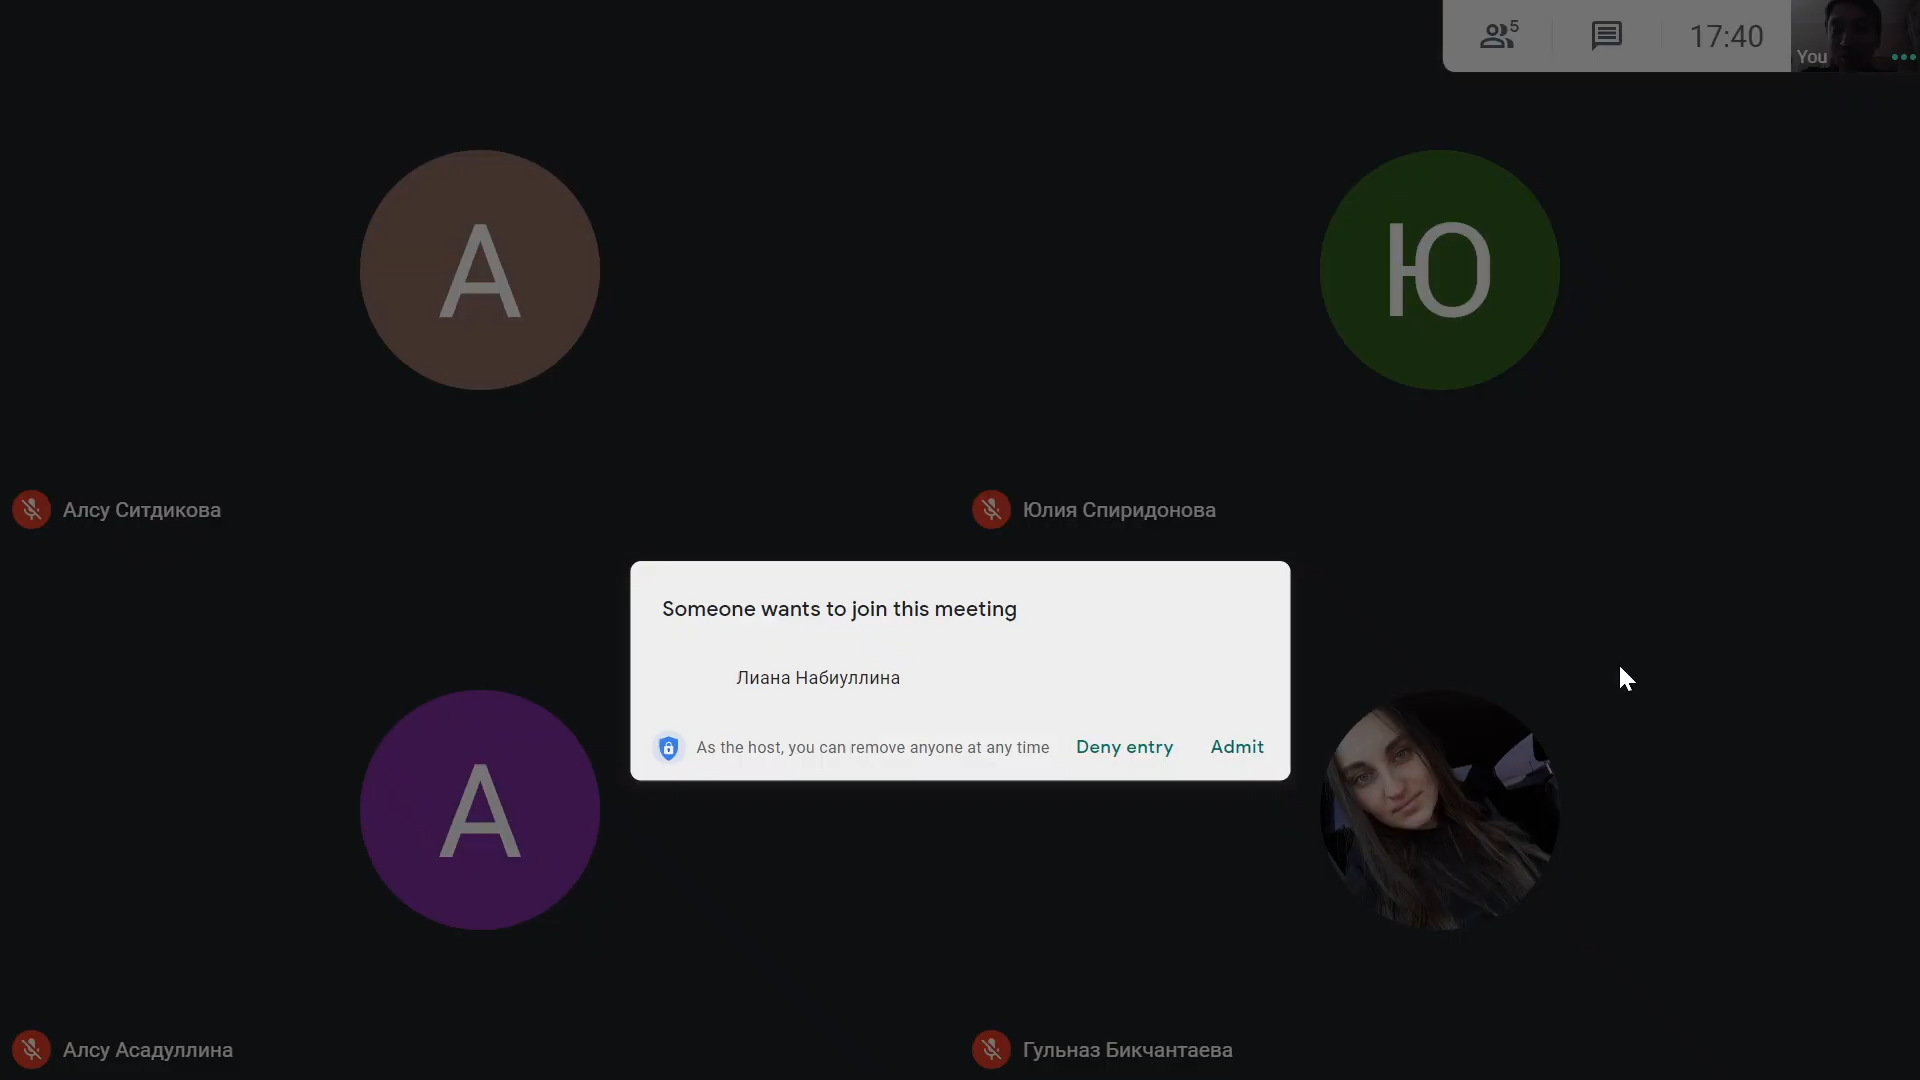 5
17:40
You
А
Ю
Алсу Ситдикова
Юлия Спиридонова
Someone wants to join this meeting
Лиана Набиуллина
As the host, you can remove anyone at any time
Deny entry
Admit
А
Алсу Асадуллина
Гульназ Бикчантаева